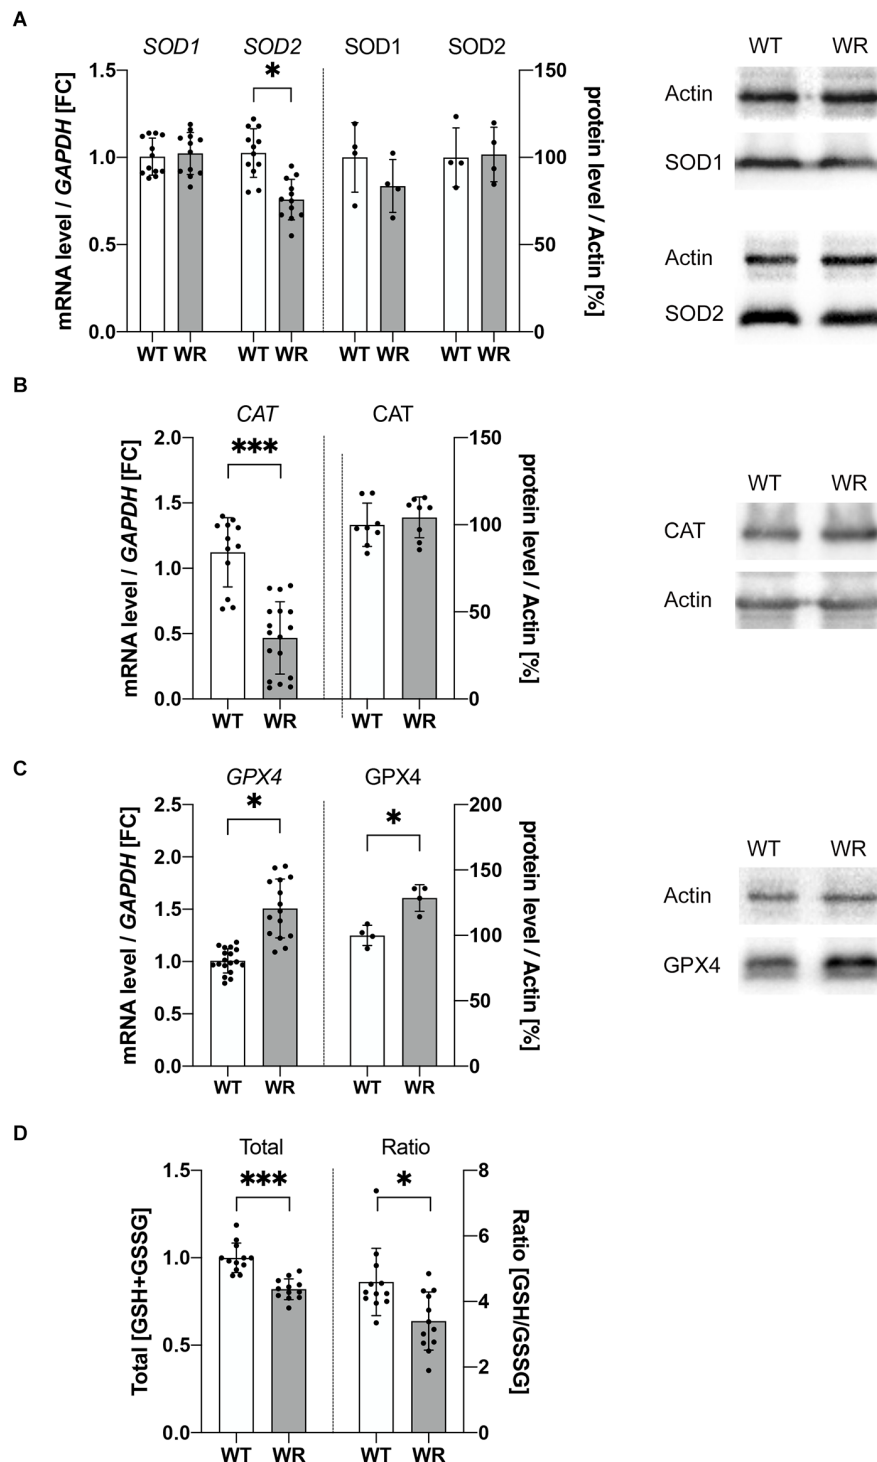 A
SOD1 SOD2 SOD1 SOD2
*
mRNA level / GAPDH [FC]
1.5
1.0
0.5
0.0
150
100
50
0
protein level / Actin [%]
WT WR WT WR WT WR WT WR
WT WR
Actin
SOD1
Actin
SOD2
B
CAT CAT
***
mRNA level / GAPDH [FC]
2.0
1.5
1.0
0.5
0.0
150
100
50
0
protein level / Actin [%]
WT WR WT WR
WT WR
CAT
Actin
C
GPX4 GPX4
* *
mRNA level / GAPDH [FC]
2.5
2.0
1.5
1.0
0.5
0.0
200
150
100
50
0
protein level / Actin [%]
WT WR WT WR
WT WR
Actin
GPX4
D
Total Ratio
*** *
Total [GSH+GSSG]
1.5
1.0
0.5
0.0
8
6
4
2
0
Ratio [GSH/GSSG]
WT WR WT WR